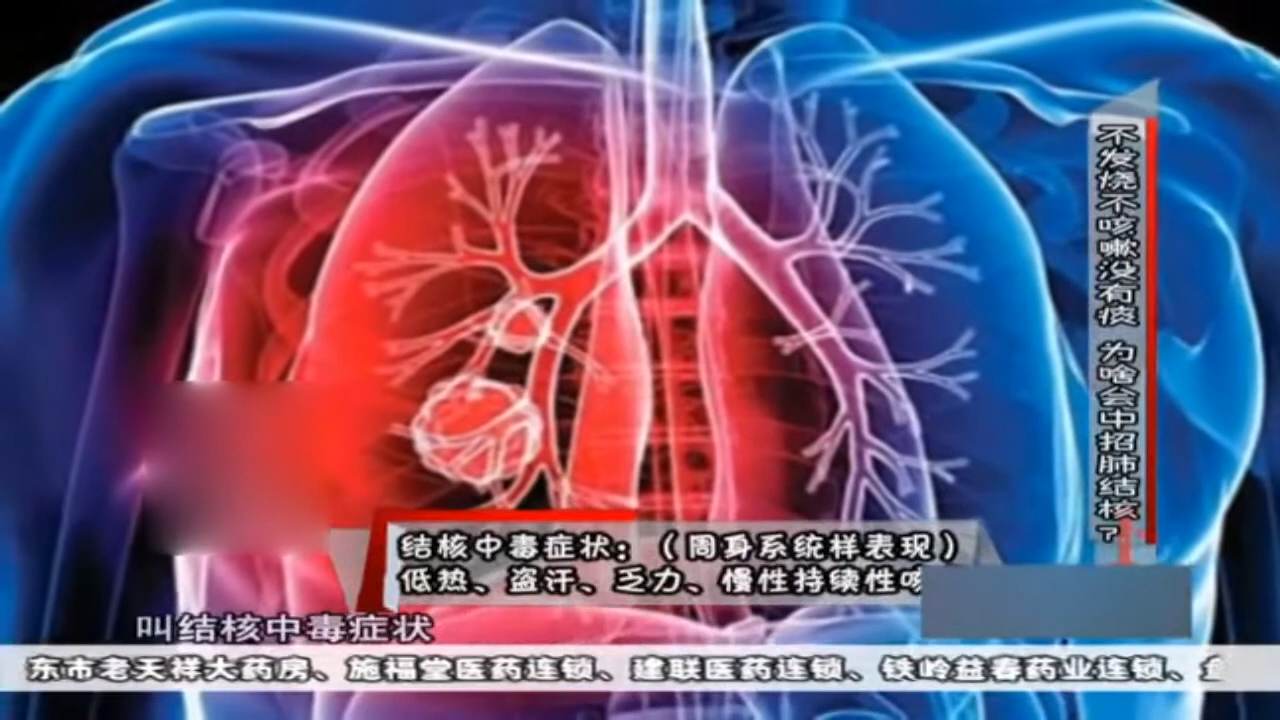 不发烧不咳嗽没有痰 为啥会中招肺结核?
结核中毒症状:(周身系统样表现)
低热、盗汗、乏力、慢性持续性咳
叫结核中毒症状
东市老天祥大药房、施福堂医药连锁、建联医药连锁、铁岭益春药业连锁、